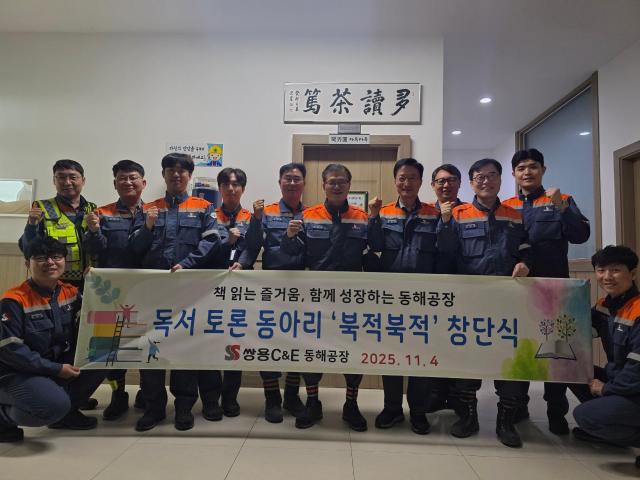 篤茶讀多
책 읽는 즐거움, 함께 성장하는 동해공장
독서 토론 동아리 '북적북적' 창단식
쌍용C&E 동해공장 2025. 11. 4